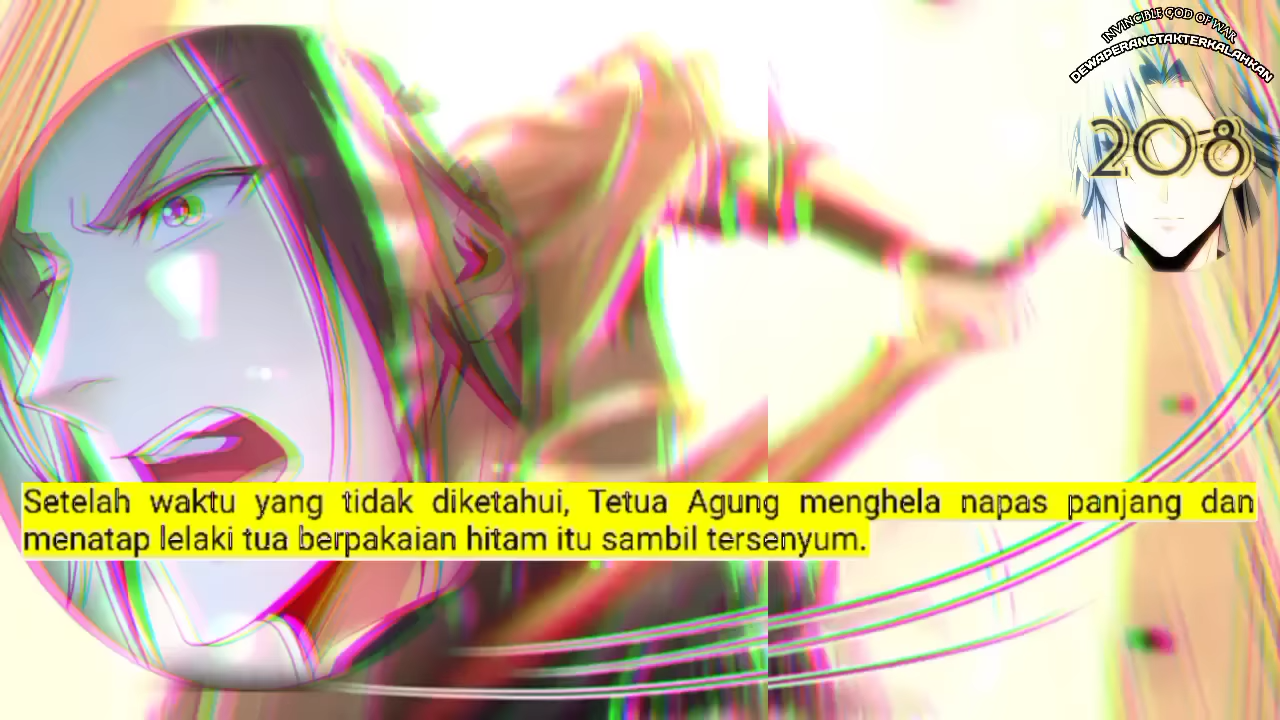 INVINCIBLE GOD OF WAR
DEWAPERANGTAKTERKALAHKAN
208
Setelah waktu yang tidak diketahui, Tetua Agung menghela napas panjang dan
menatap lelaki tua berpakaian hitam itu sambil tersenyum.